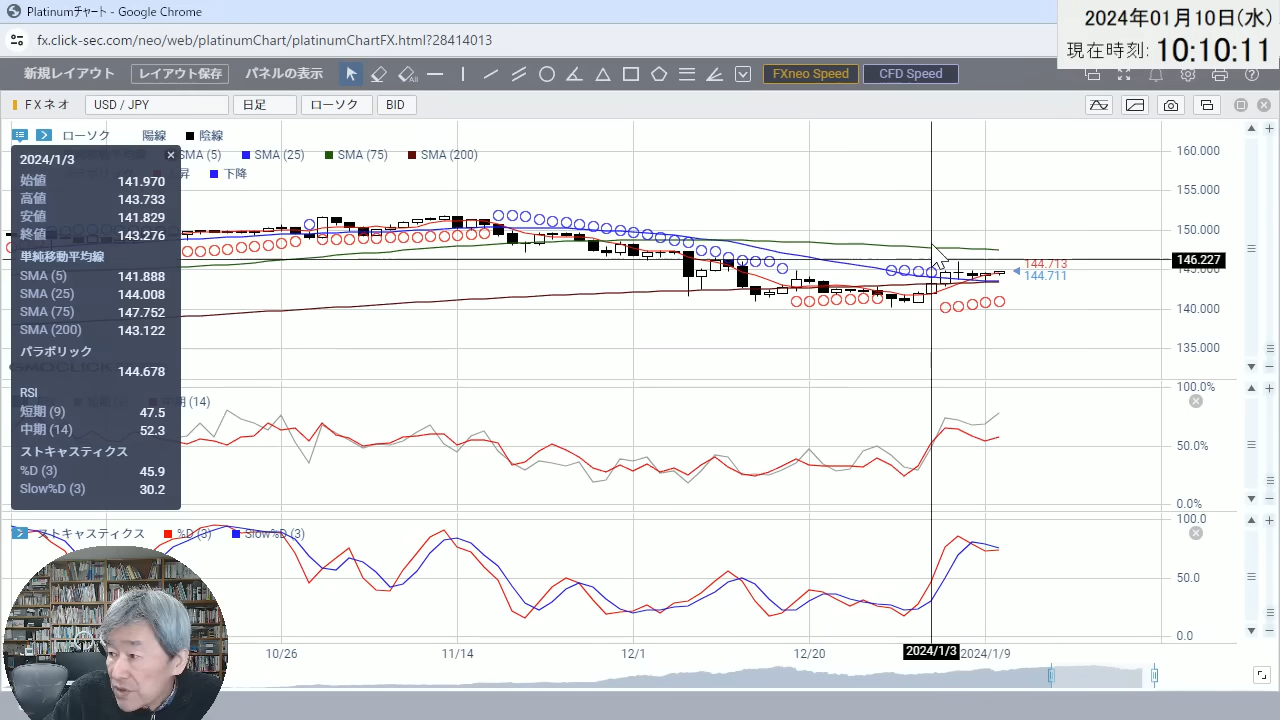 Platinumチャート - Google Chrome
2024年01月10日(水)
fx.click-sec.com/neo/web/platinumChart/platinumChartFX.html?28414013
現在時刻: 10:10:11
新規レイアウト レイアウト保存 パネルの表示 All FXneo Speed CFD Speed
FXネオ USD / JPY 日足 ローソク BID
ローソク 陽線 陰線
SMA (5) SMA (25) SMA (75) SMA (200)
昇 下降
2024/1/3
始値 141.970
高値 143.733
安値 141.829
終値 143.276
単純移動平均線
SMA (5) 141.888
SMA (25) 144.008
SMA (75) 147.752
SMA (200) 143.122
パラボリック
144.678
RSI
短期 (9) 47.5
中期 (14) 52.3
ストキャスティクス
%D (3) 45.9
Slow%D (3) 30.2
160.000
155.000
150.000
146.227
145.000
144.713
144.711
140.000
135.000
期 (14)
100.0%
50.0%
0.0%
ストキャスティクス %D (3) Slow%D (3)
100.0
50.0
0.0
10/26 11/14 12/1 12/20 2024/1/3 2024/1/9